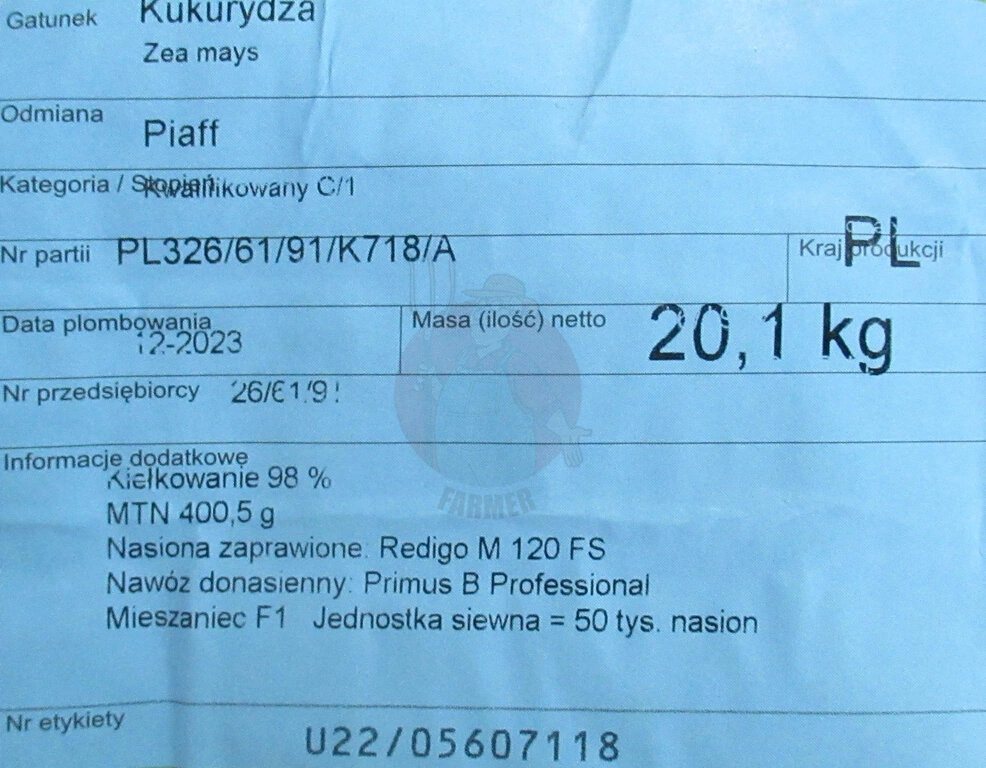 Gatunek Kukurydza
Zea mays
Odmiana
Piaff
Kategoria / Stopień Kwalifikowany C/1
Nr partii PL326/61/91/K718/A Kraj produkcji PL
Data plombowania 12-2023 Masa (ilość) netto 20,1 kg
Nr przedsiębiorcy 26/61/91
Informacje dodatkowe
Kiełkowanie 98 %
MTN 400,5 g
Nasiona zaprawione: Redigo M 120 FS
Nawóz donasienny: Primus B Professional
Mieszaniec F1 Jednostka siewna = 50 tys. nasion
FARMER
Nr etykiety U22/05607118